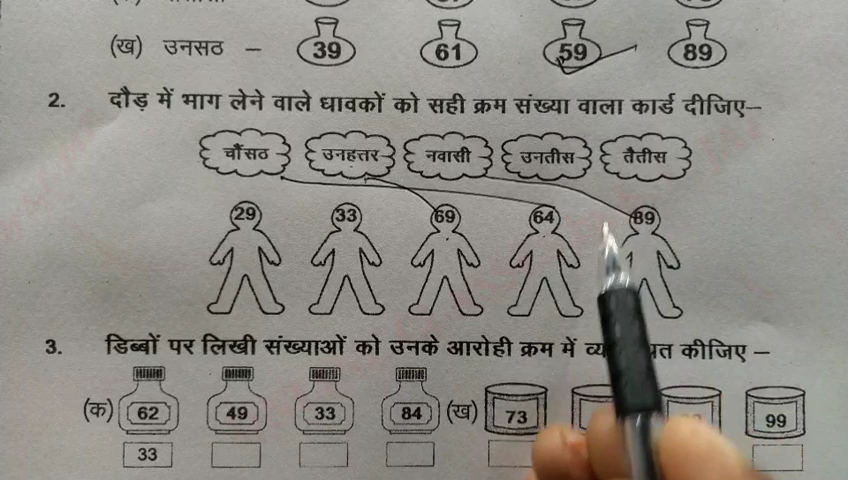 (ख) उनसठ – 39 61 59 89
2. दौड़ में भाग लेने वाले धावकों को सही क्रम संख्या वाला कार्ड दीजिए–
चौंसठ उनहत्तर नवासी उनतीस तैतीस
29 33 69 64 89
3. डिब्बों पर लिखी संख्याओं को उनके आरोही क्रम में कीजिए –
(क) 62 49 33 84 (ख) 73 99
33